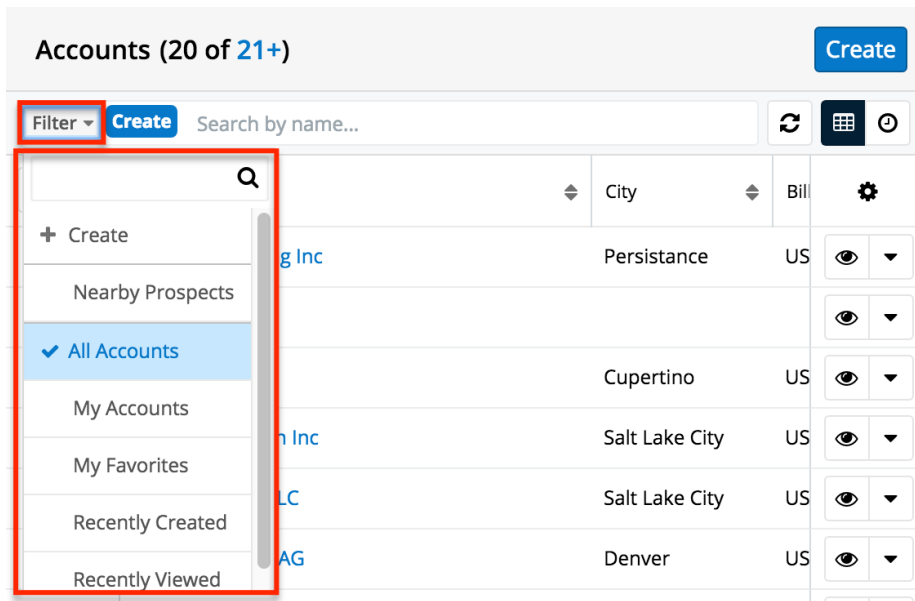 Accounts (20 of 21+)
Create
Filter
Create
Search by name...
City
Create
g Inc
Persistance
US
Nearby Prospects
All Accounts
Cupertino
US
My Accounts
Inc
Salt Lake City
US
My Favorites
LC
Salt Lake City
US
Recently Created
AG
Denver
US
Recently Viewed